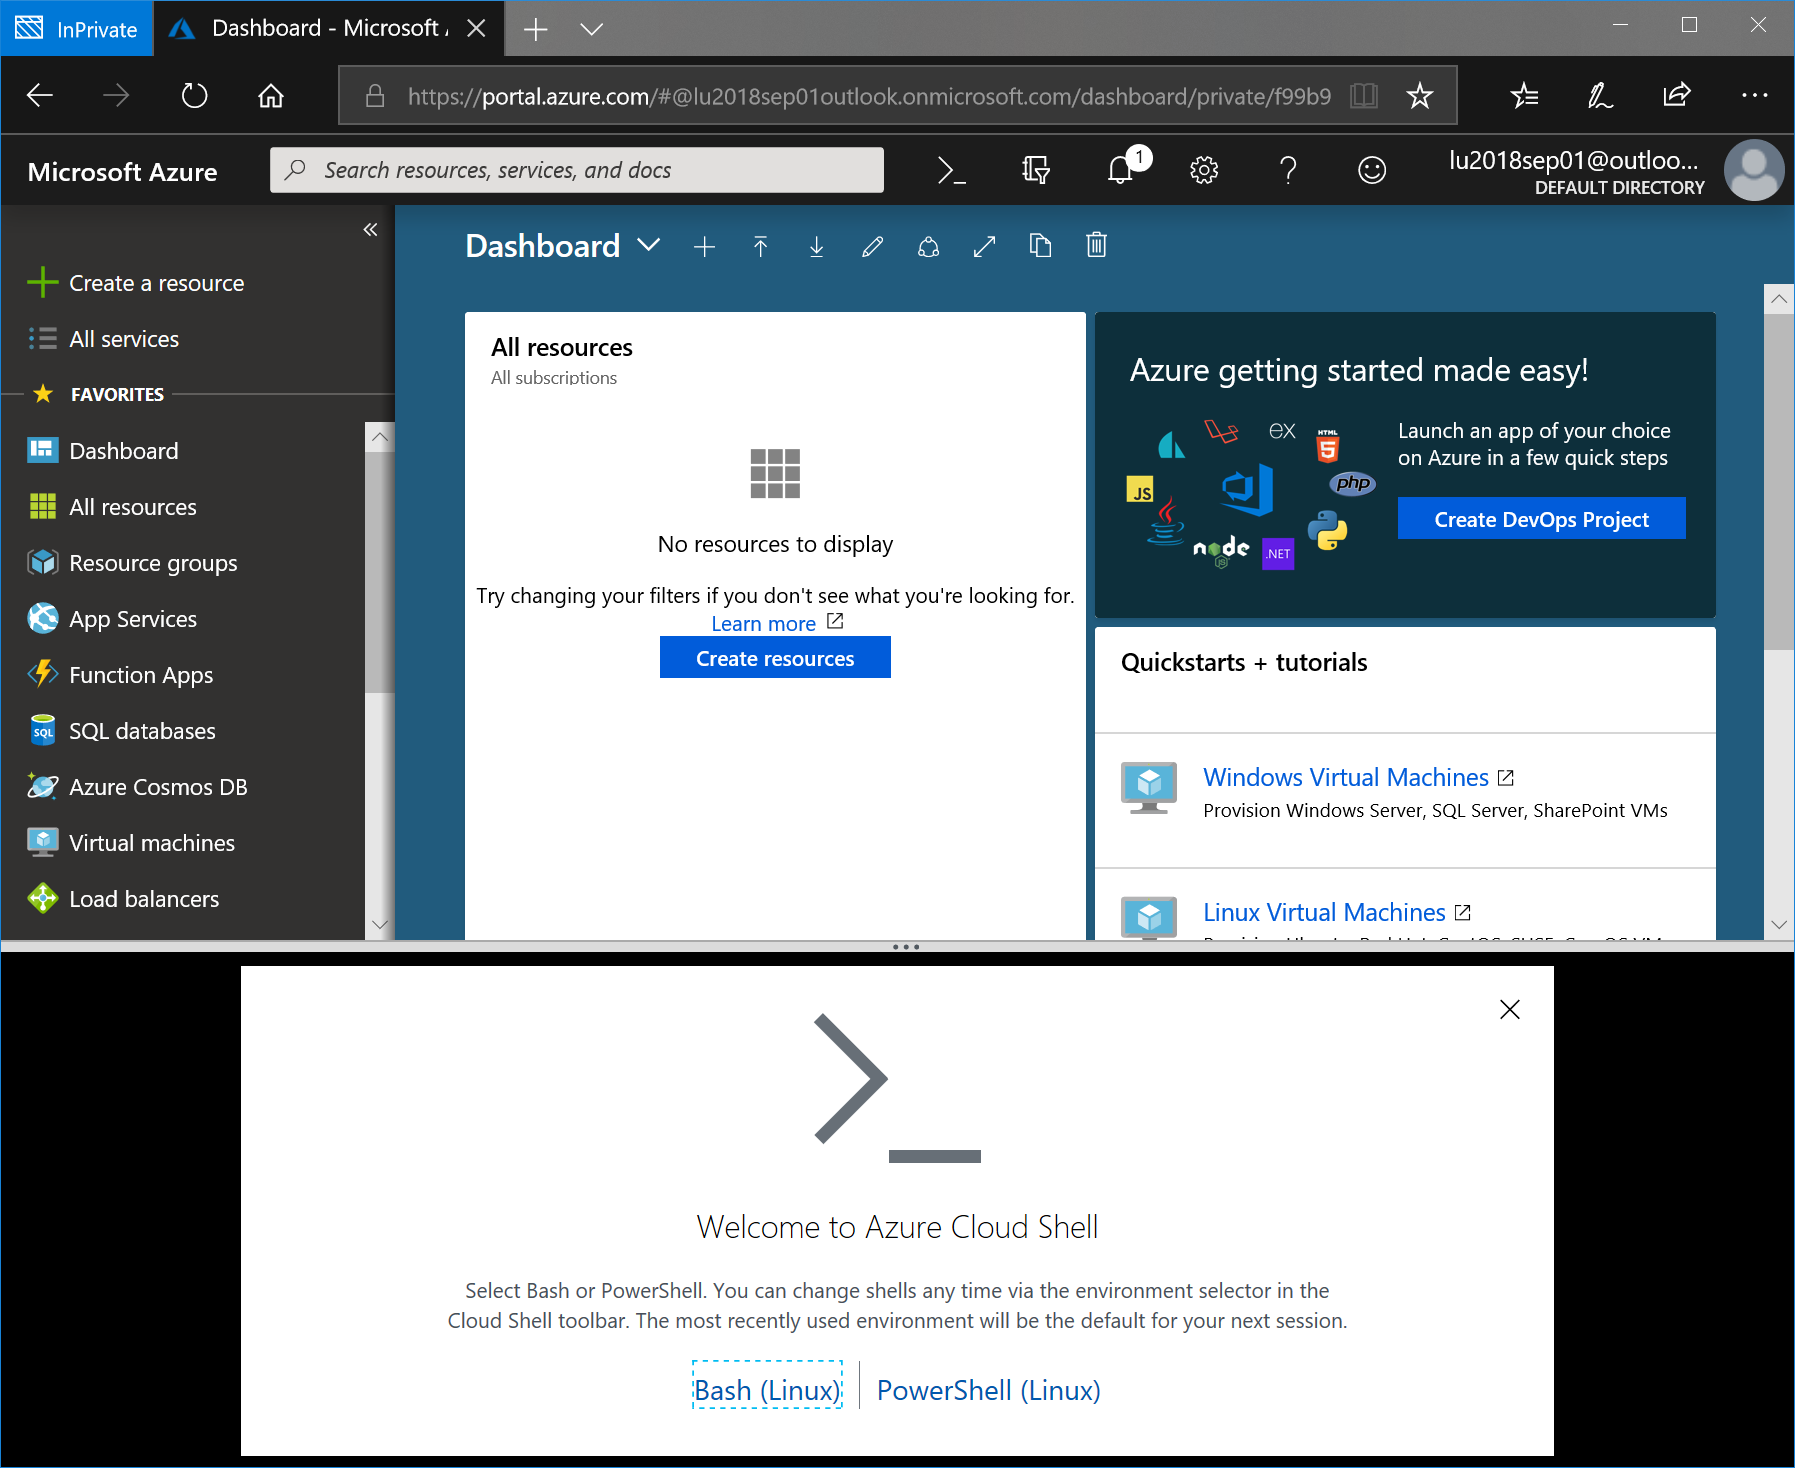 InPrivate
Dashboard - Microsoft
https://portal.azure.com/#@lu2018sep01outlook.onmicrosoft.com/dashboard/private/f99b9
Microsoft Azure
Search resources, services, and docs
1
lu2018sep01@outloo...
DEFAULT DIRECTORY
Create a resource
All services
FAVORITES
Dashboard
All resources
Resource groups
App Services
Function Apps
SQL
SQL databases
Azure Cosmos DB
Virtual machines
Load balancers
Dashboard
All resources
All subscriptions
No resources to display
Try changing your filters if you don't see what you're looking for.
Learn more
Create resources
Azure getting started made easy!
ex
HTML
5
JS
php
node
JS
.NET
Launch an app of your choice
on Azure in a few quick steps
Create DevOps Project
Quickstarts + tutorials
Windows Virtual Machines
Provision Windows Server, SQL Server, SharePoint VMs
Linux Virtual Machines
Welcome to Azure Cloud Shell
Select Bash or PowerShell. You can change shells any time via the environment selector in the
Cloud Shell toolbar. The most recently used environment will be the default for your next session.
Bash (Linux)
PowerShell (Linux)